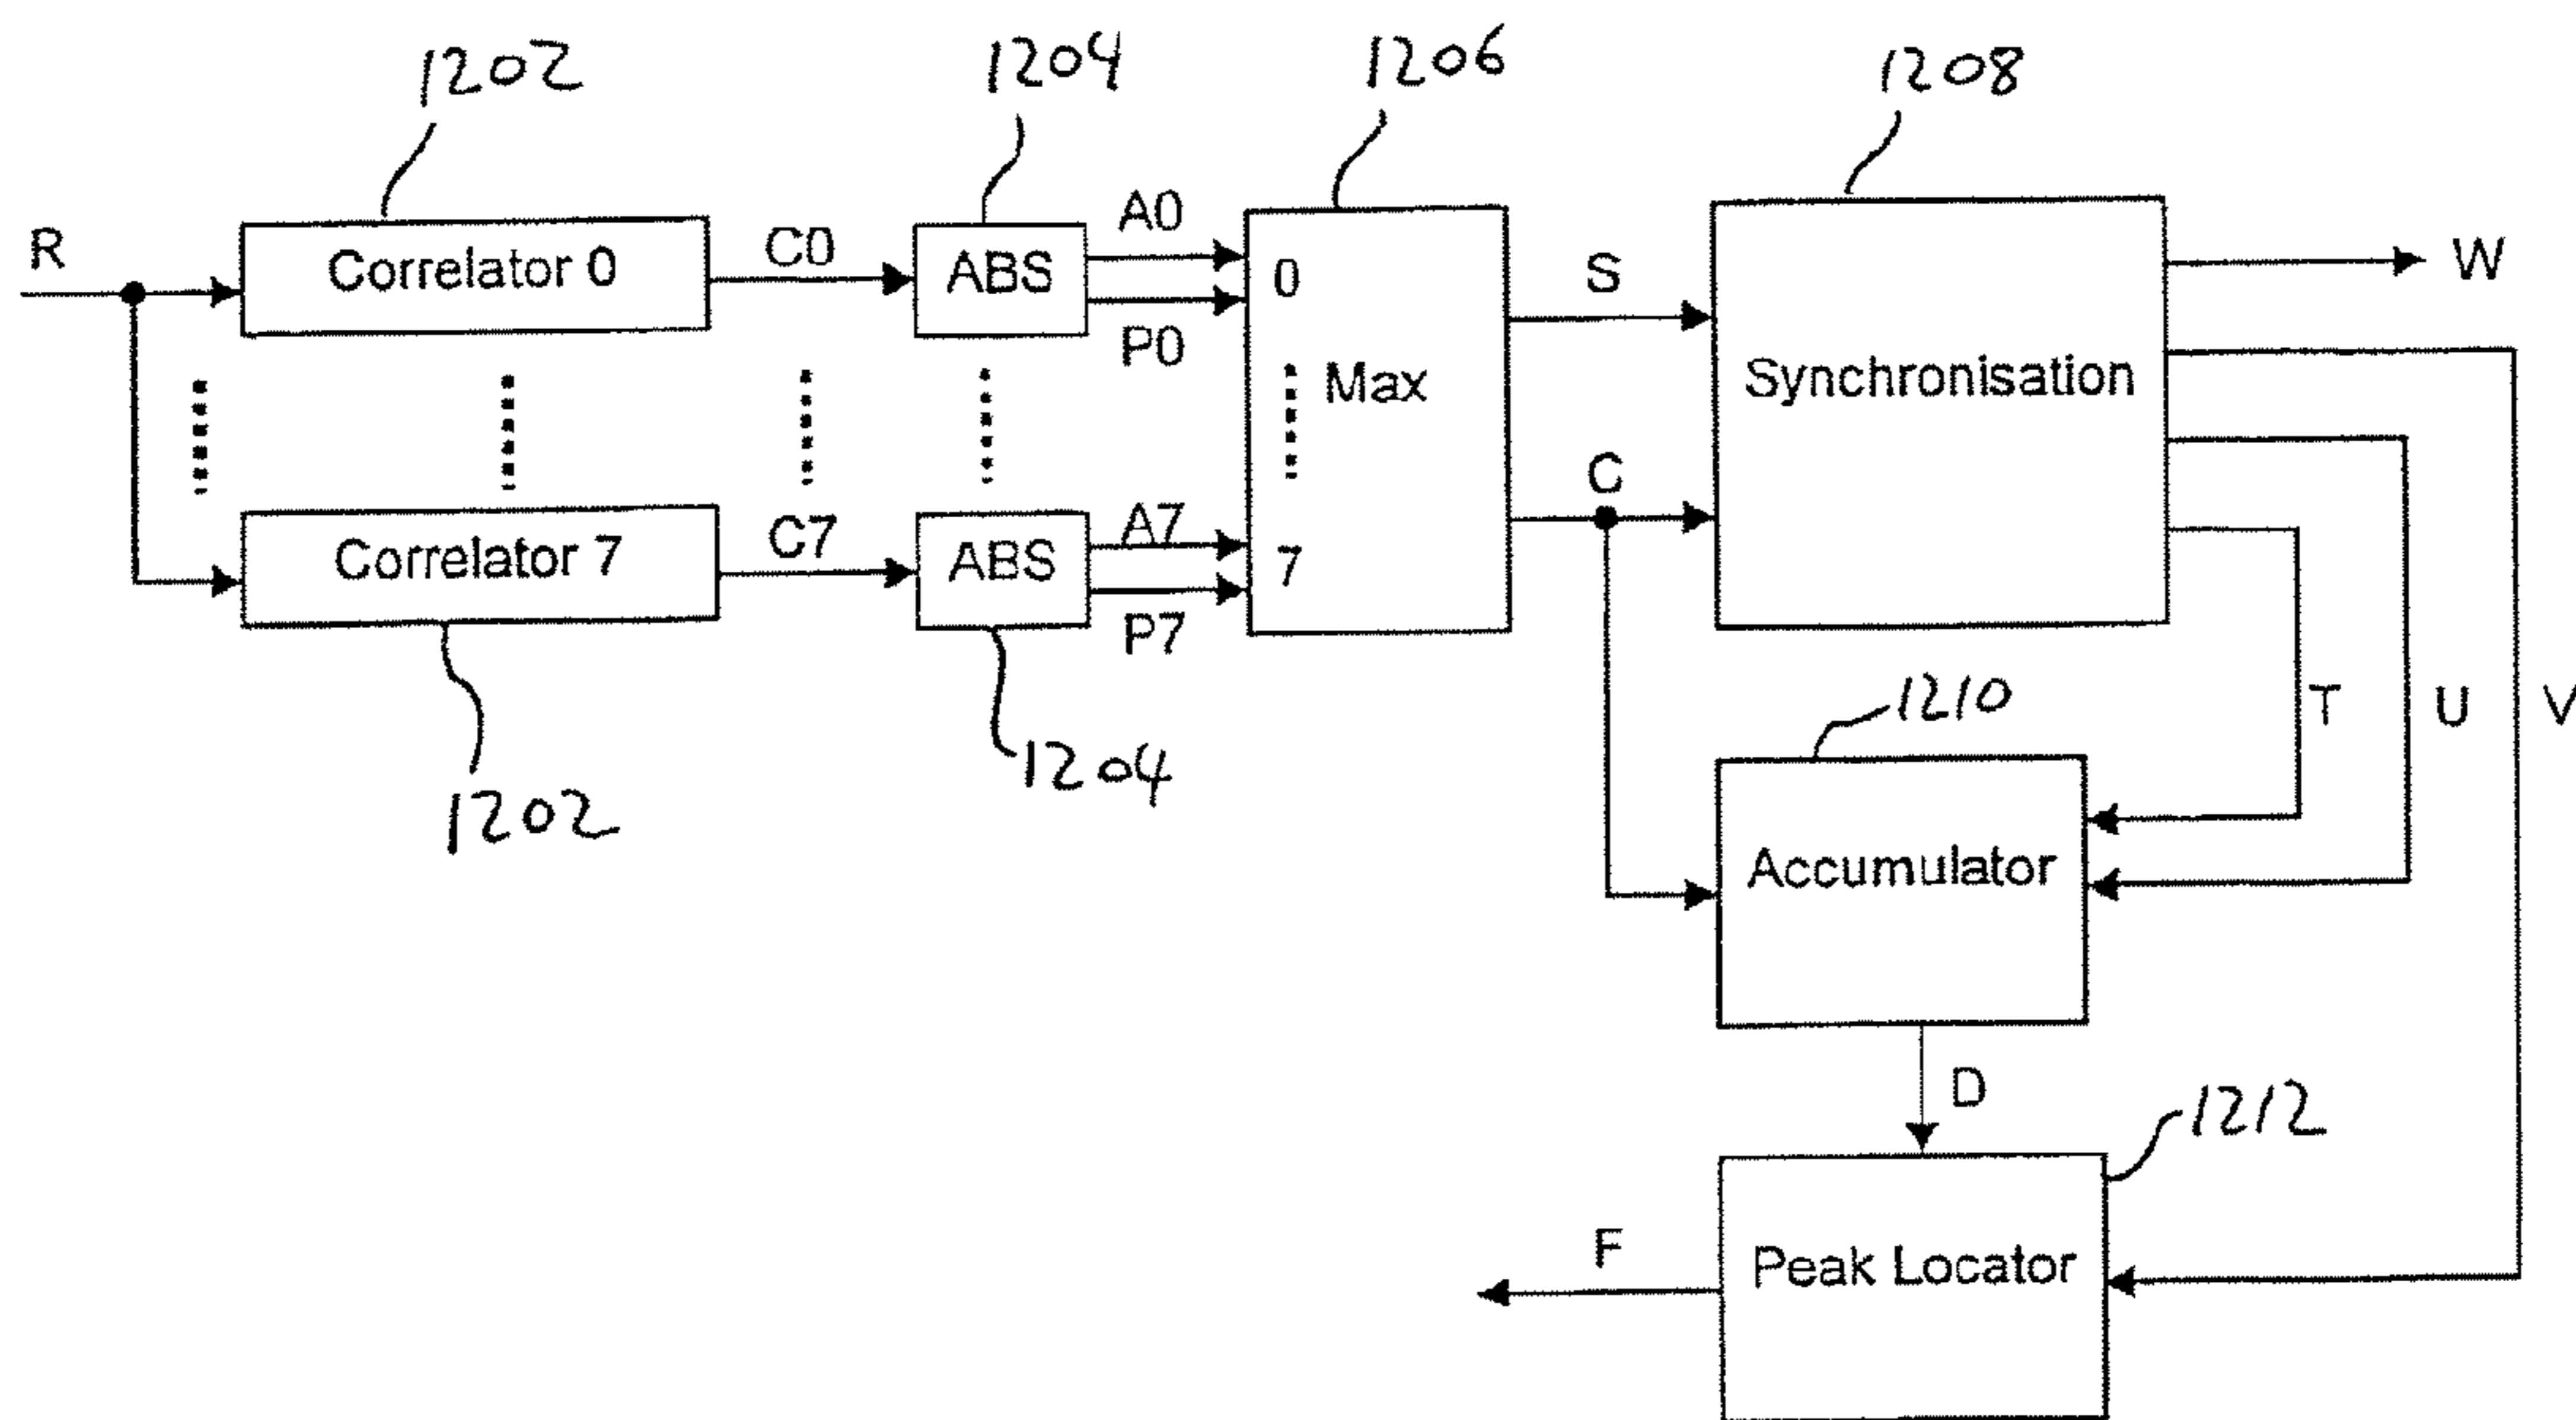 1202
1204
1206
1208
R
Correlator 0
C0
ABS
A0
P0
0
Max
S
Synchronisation
W
Correlator 7
C7
ABS
A7
P7
7
C
1202
1204
1210
T
U
V
Accumulator
D
1212
F
Peak Locator